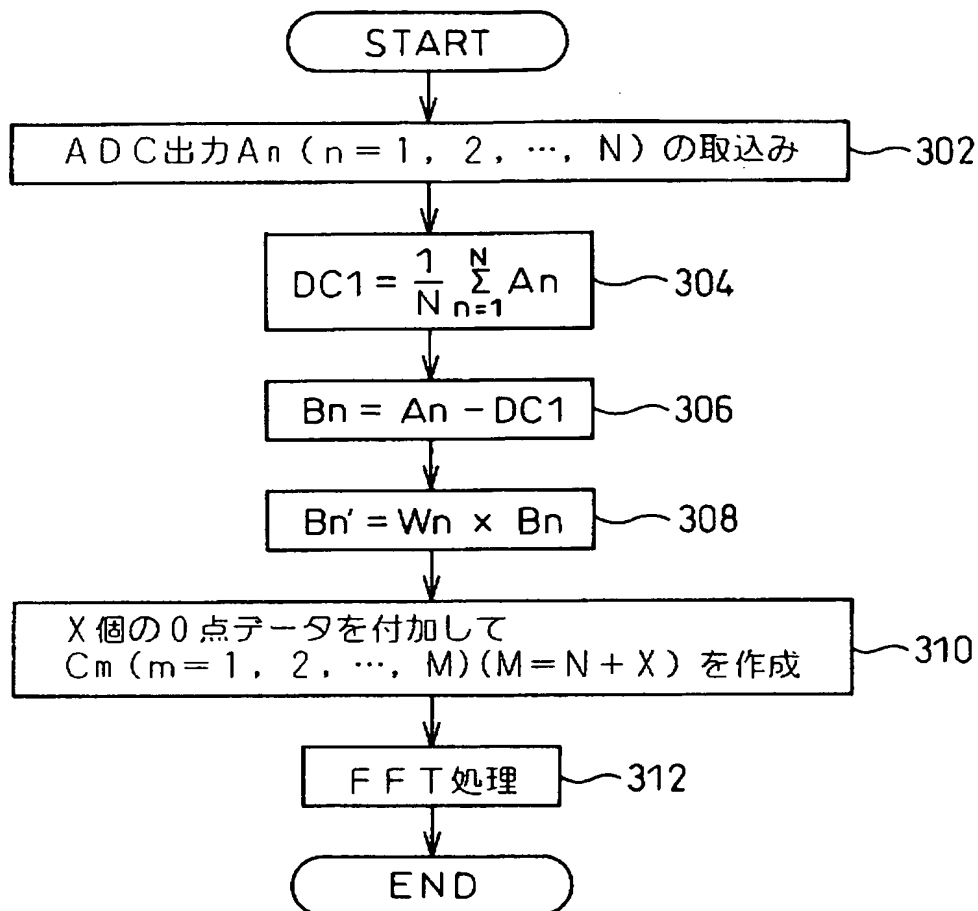 START
ADC出力An(n=1, 2, …, N)の取込み
302
DC1 = 1/N Σ_{n=1}^{N} An
304
Bn = An - DC1
306
Bn' = Wn × Bn
308
X個の0点データを付加して
Cm(m=1, 2, …, M)(M=N+X)を作成
310
FFT処理
312
END